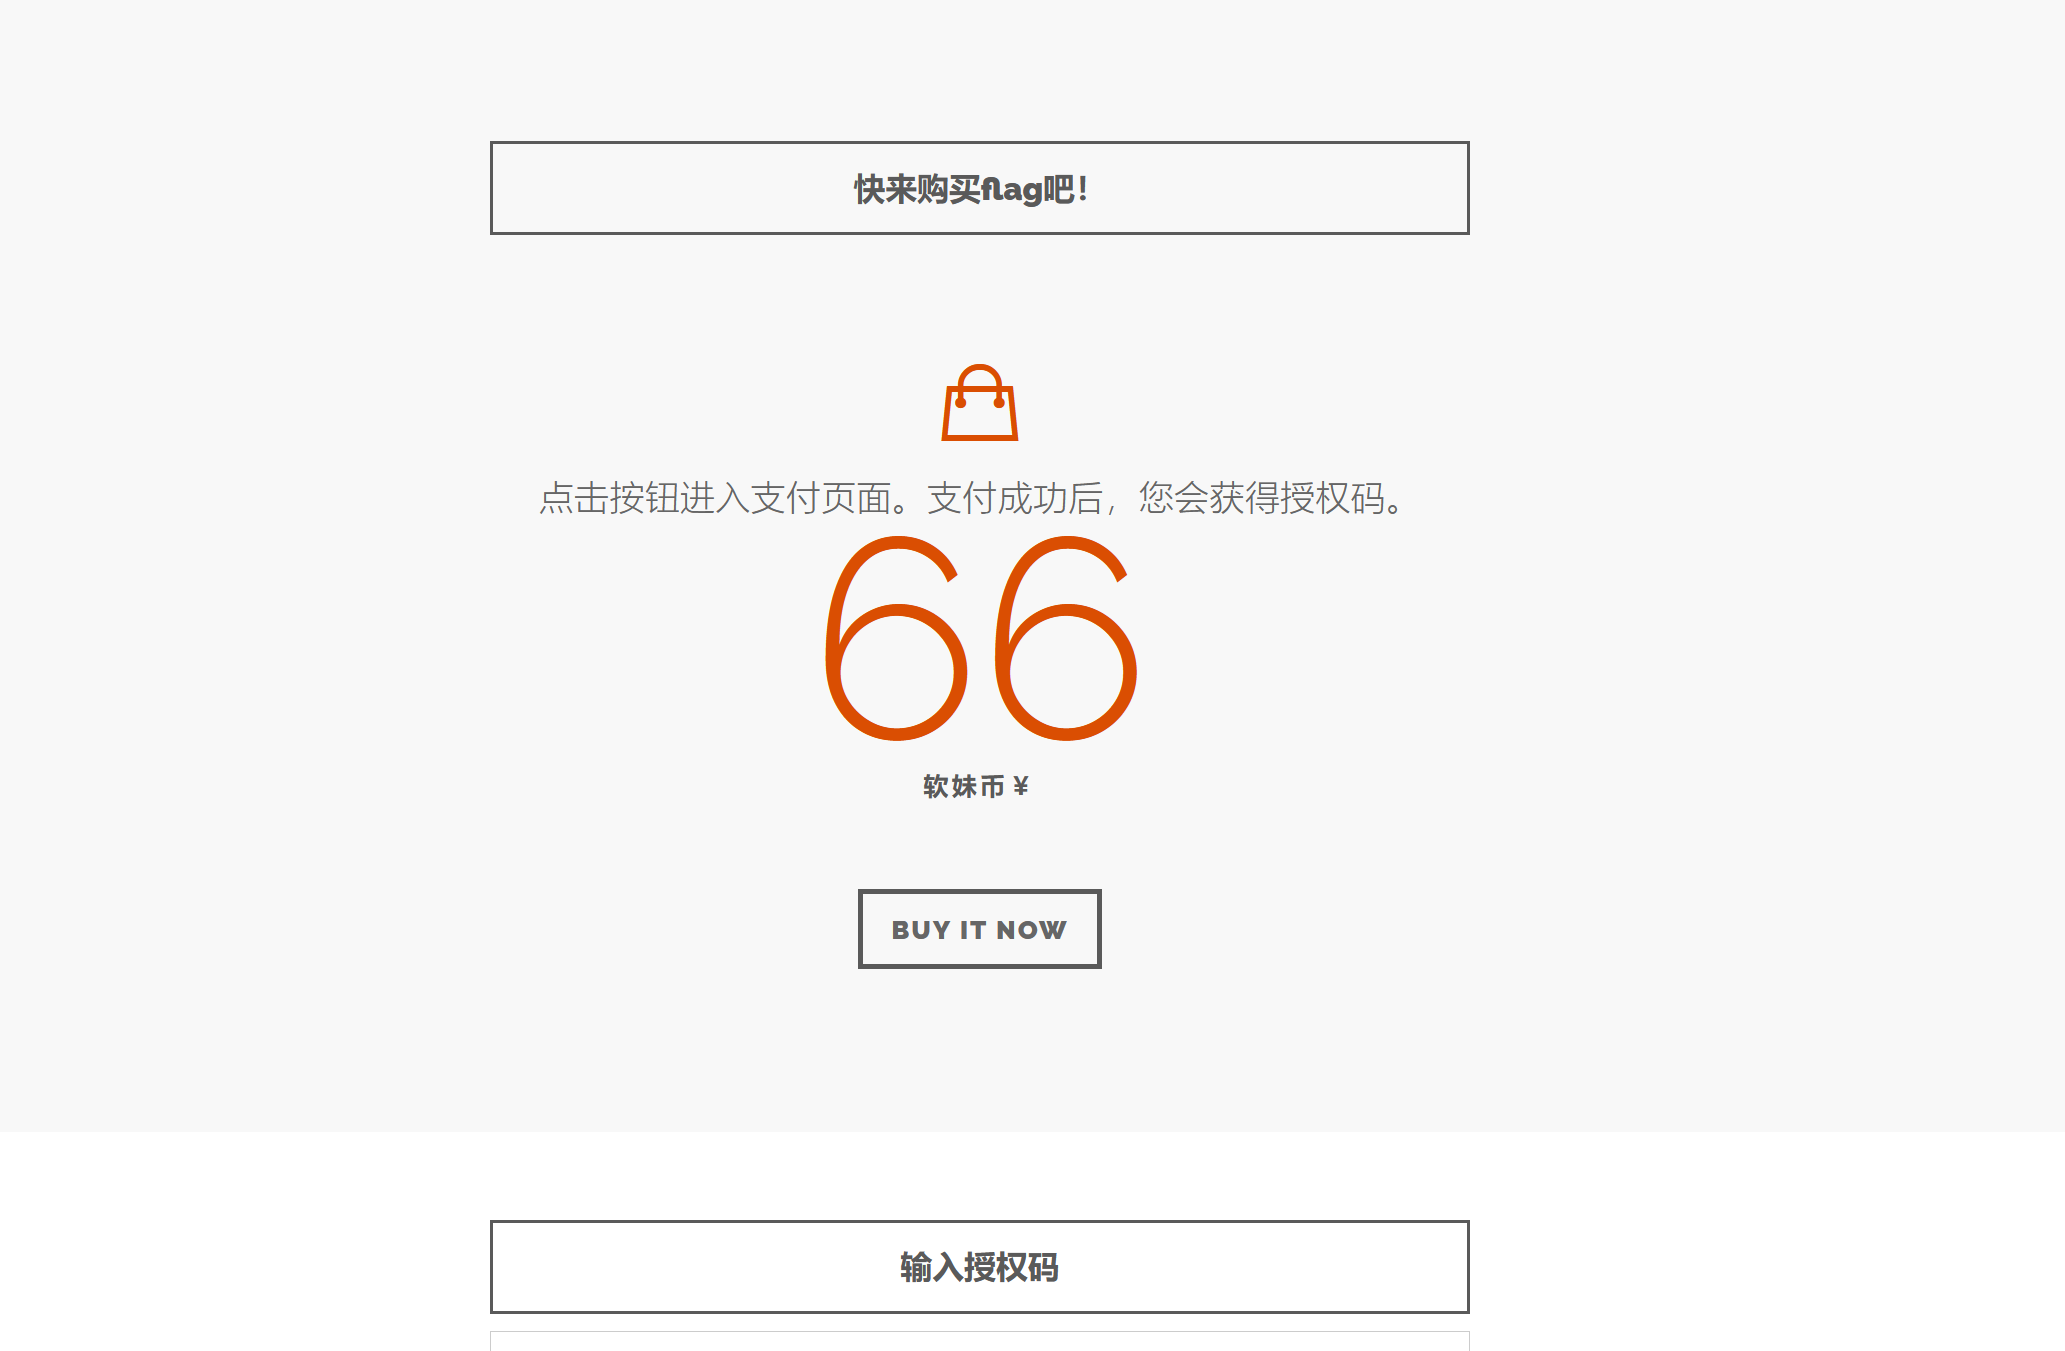 快来购买flag吧！
点击按钮进入支付页面。支付成功后，您会获得授权码。
66
软妹币 ¥
BUY IT NOW
输入授权码